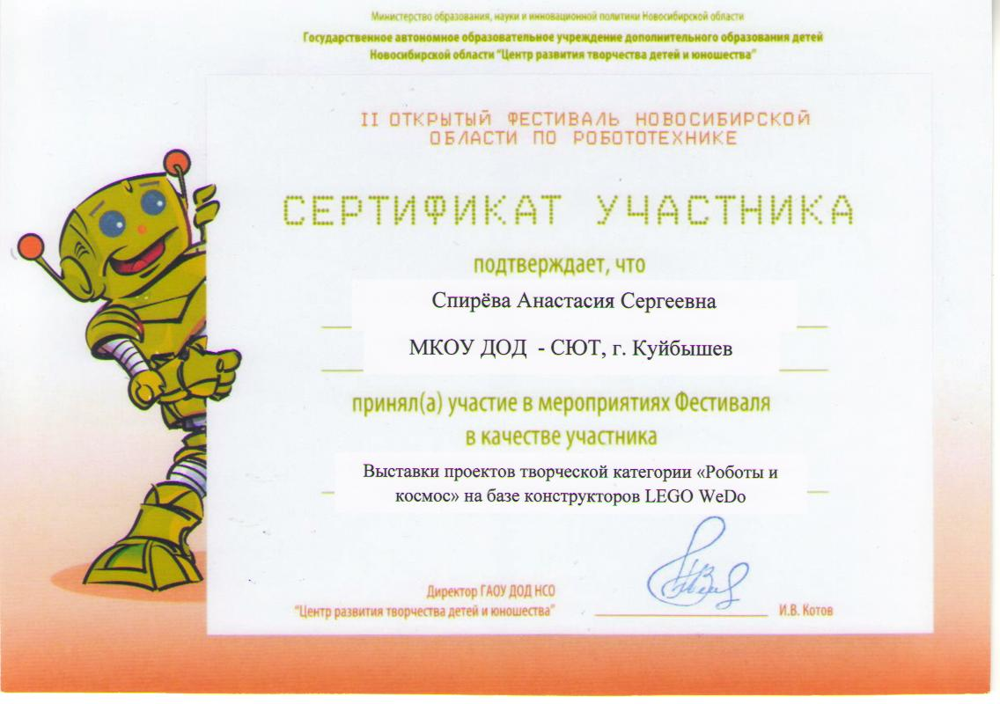 Министерство образования, науки и инновационной политики Новосибирской области
Государственное автономное образовательное учреждение дополнительного образования детей
Новосибирской области "Центр развития творчества детей и юношества"
II ОТКРЫТЫЙ ФЕСТИВАЛЬ НОВОСИБИРСКОЙ
ОБЛАСТИ ПО РОБОТОТЕХНИКЕ
СЕРТИФИКАТ УЧАСТНИКА
подтверждает, что
Спирёва Анастасия Сергеевна
МКОУ ДОД - СЮТ, г. Куйбышев
принял(а) участие в мероприятиях Фестиваля
в качестве участника
Выставки проектов творческой категории «Роботы и
космос» на базе конструкторов LEGO WeDo
Директор ГАОУ ДОД НСО
"Центр развития творчества детей и юношества"
И.В. Котов